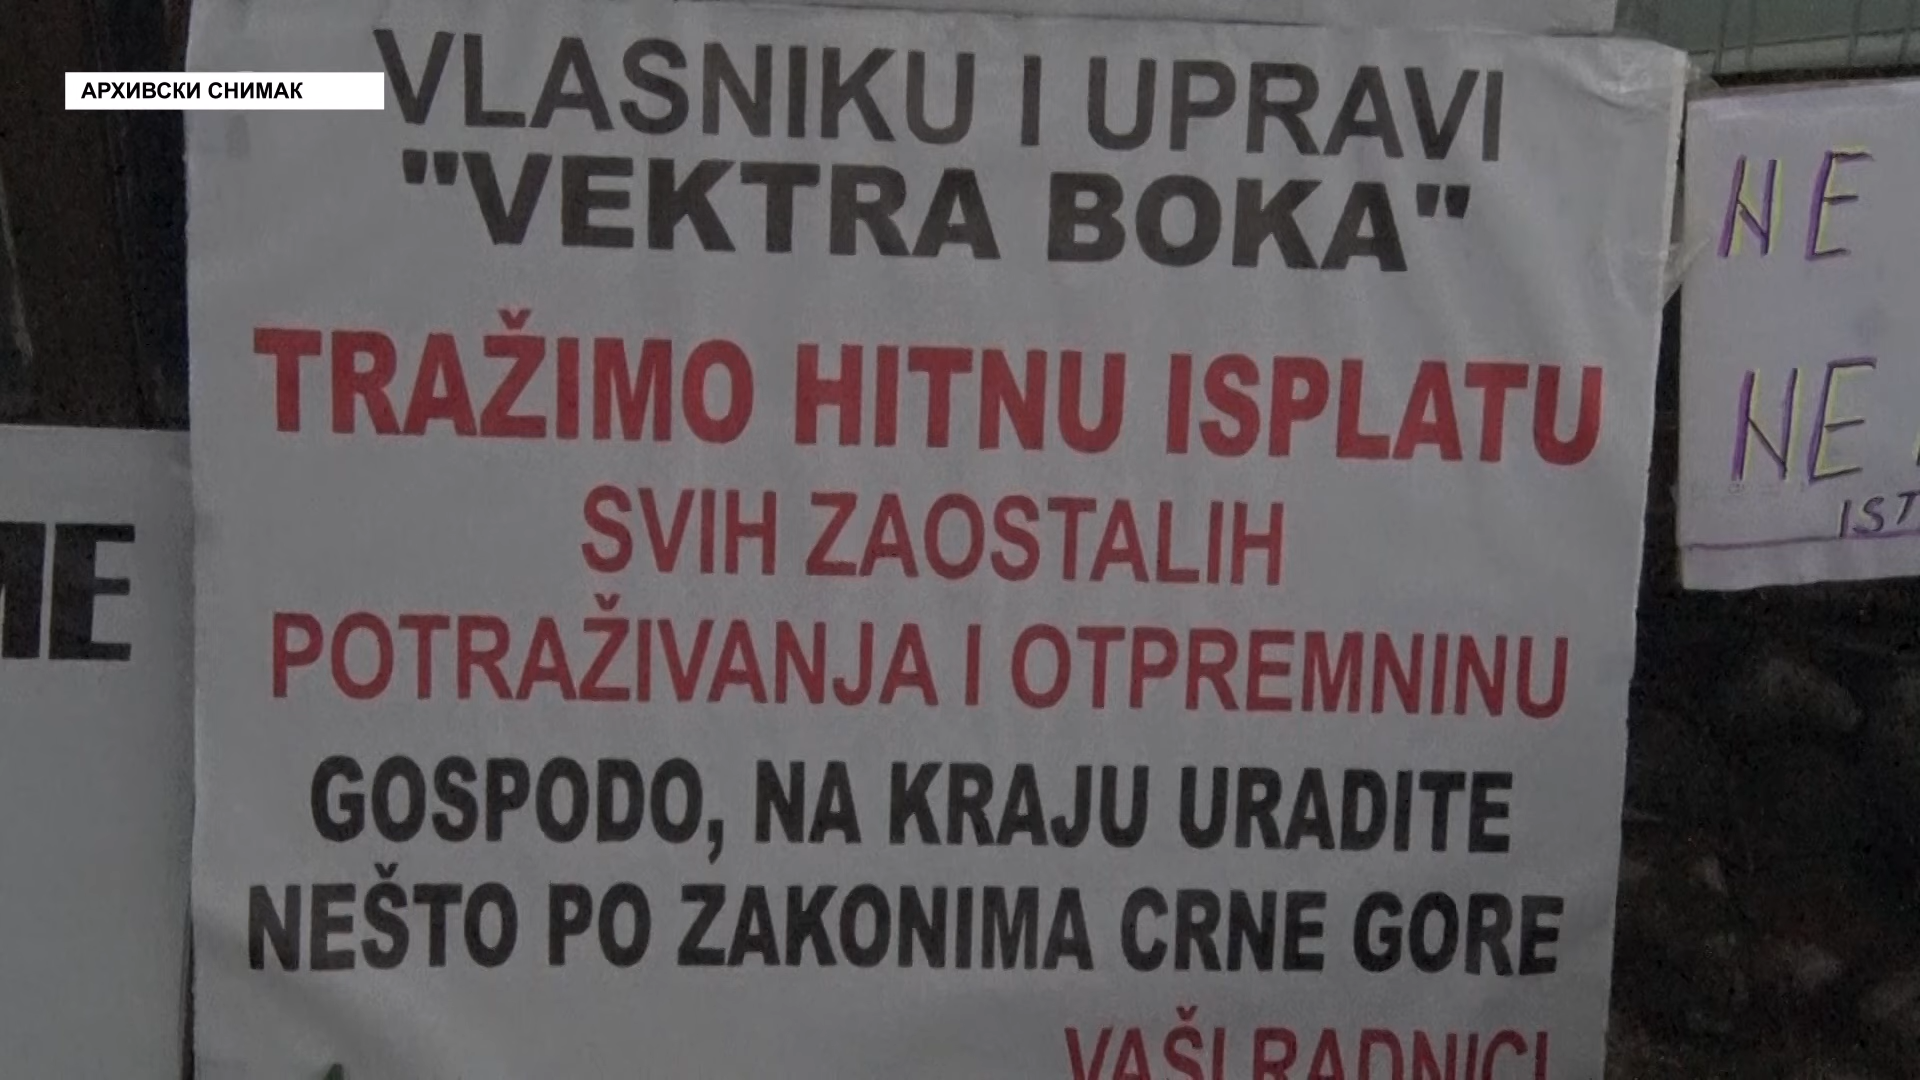 АРХИВСКИ СНИМАК
VLASNIKU I UPRAVI
"VEKTRA BOKA"
TRAŽIMO HITNU ISPLATU
SVIH ZAOSTALIH
POTRAŽIVANJA I OTPREMNINU
GOSPODO, NA KRAJU URADITE
NEŠTO PO ZAKONIMA CRNE GORE
VAŠI RADNICI
NE
NE